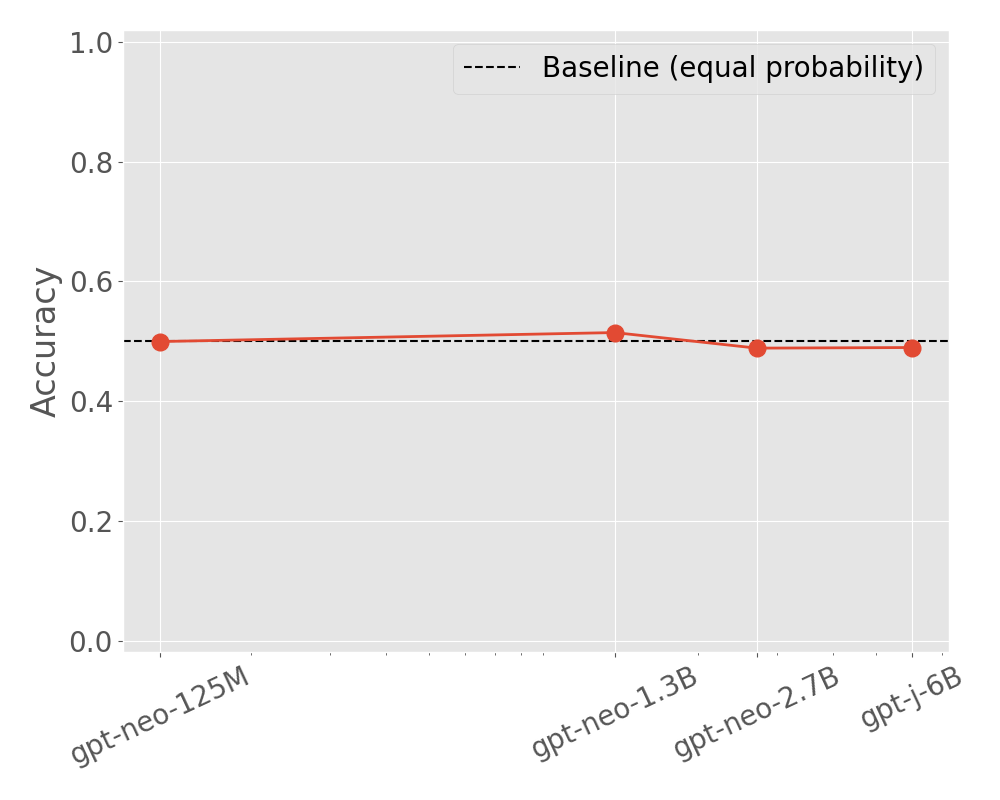 1.0
Baseline (equal probability)
0.8
0.6
Accuracy
0.4
0.2
0.0
gpt-neo-125M
gpt-neo-1.3B
gpt-neo-2.7B
gpt-j-6B